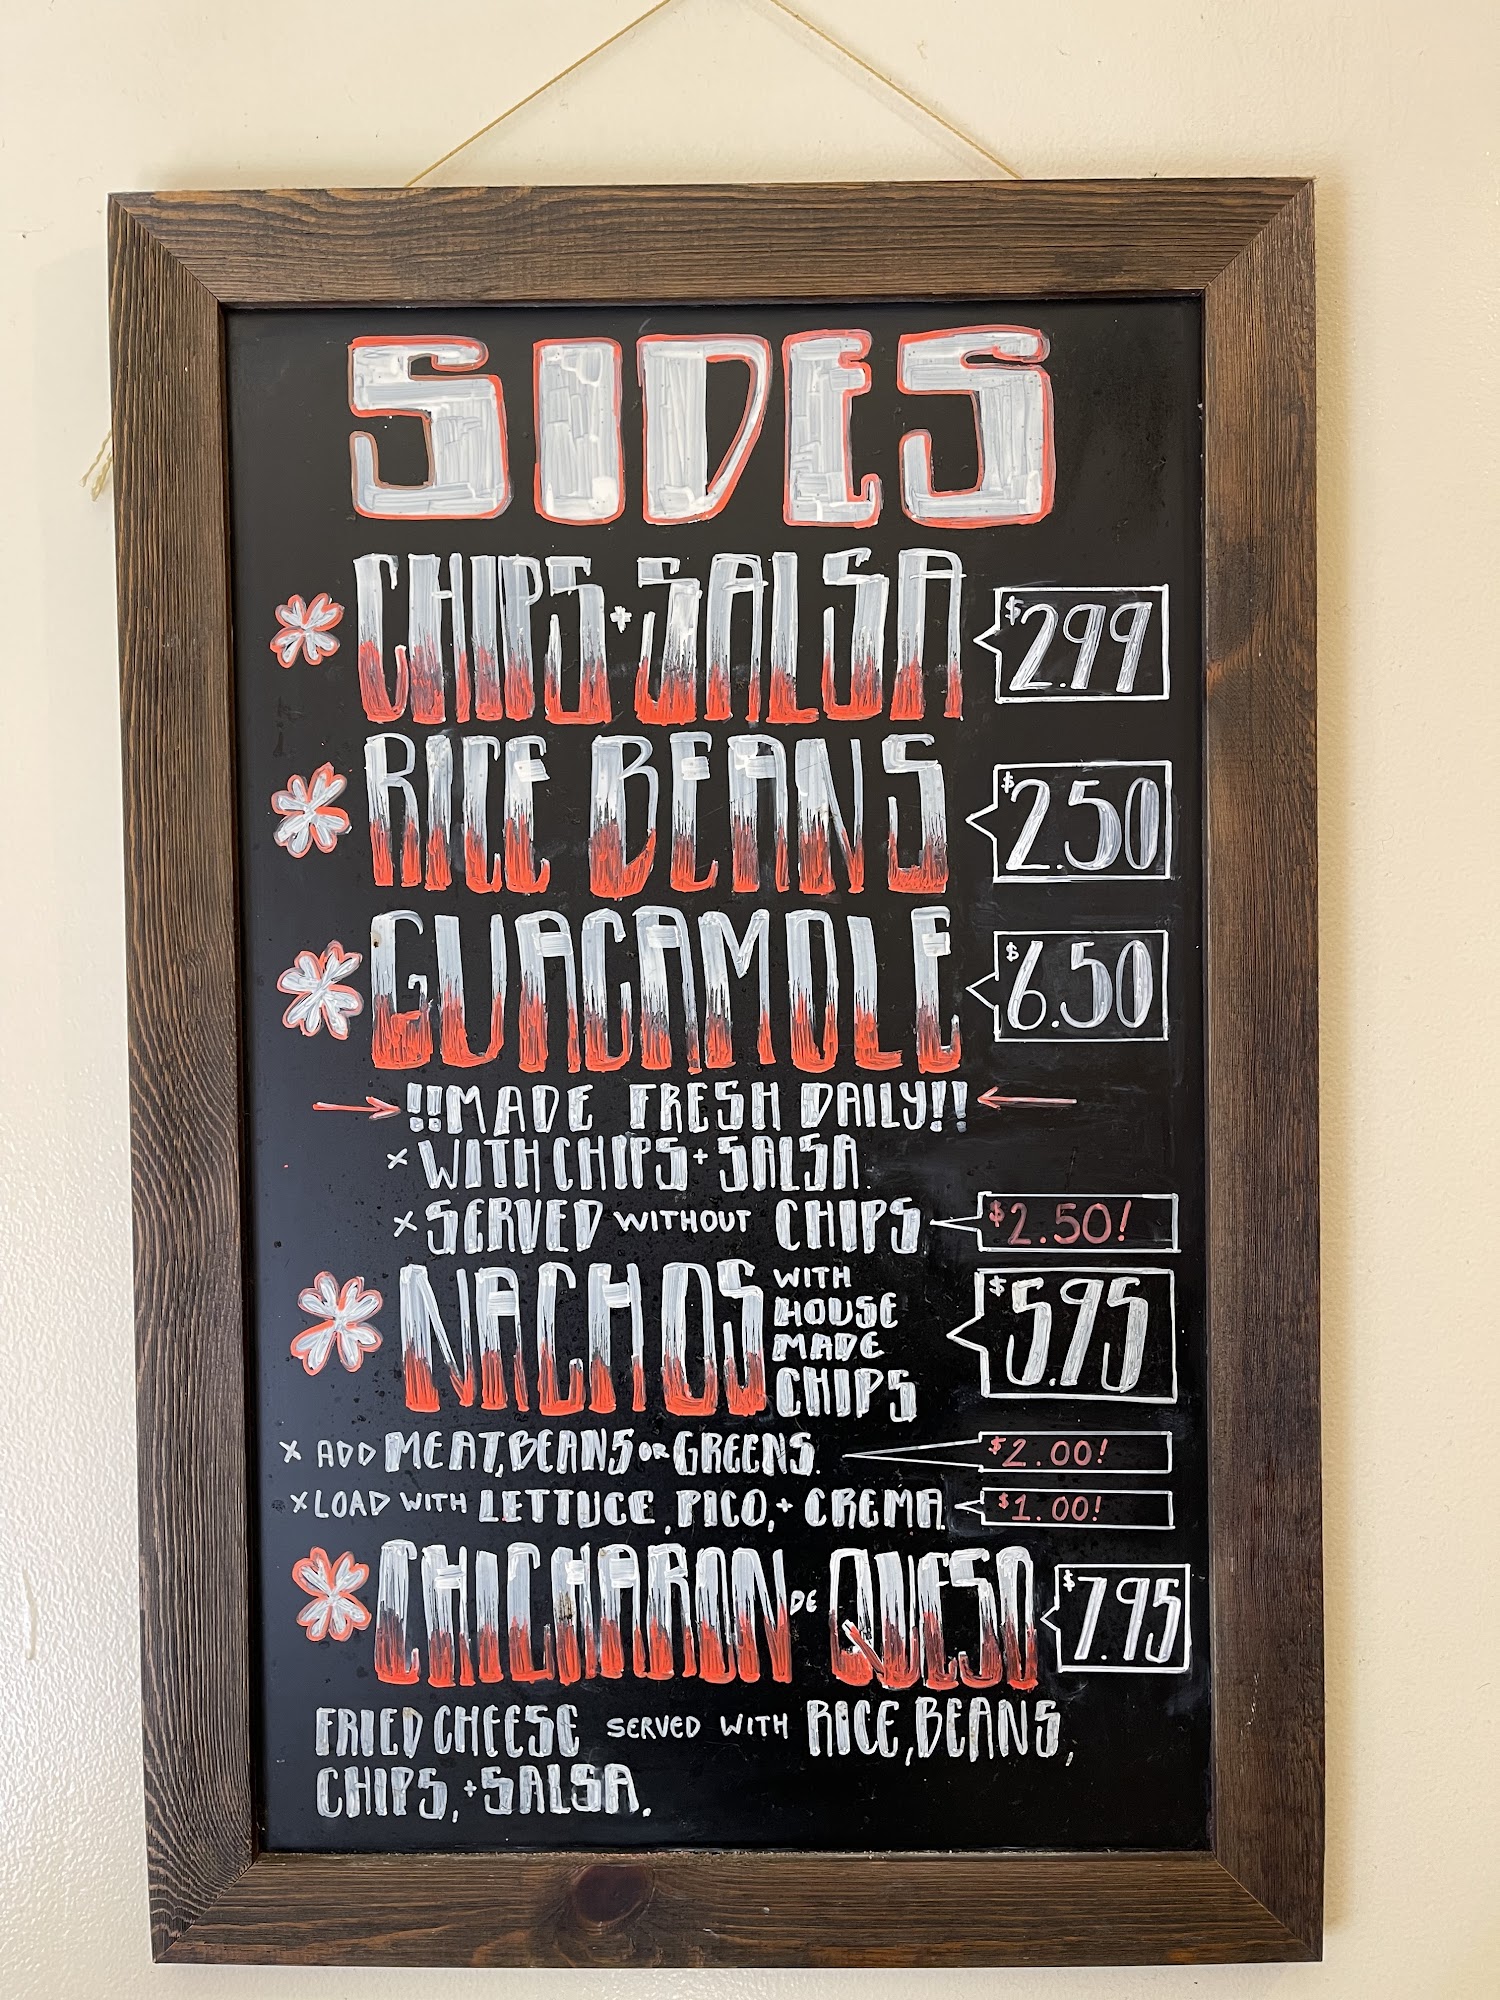 SIDES
CHIPS + SALSA $2.99
RICE BEANS $2.50
GUACAMOLE $6.50
!!MADE FRESH DAILY!!
x WITH CHIPS + SALSA.
x SERVED WITHOUT CHIPS $2.50!
NACHOS WITH HOUSE MADE CHIPS $5.95
x ADD MEAT, BEANS OR GREENS. $2.00!
x LOAD WITH LETTUCE, PICO, + CREMA. $1.00!
CHICHARON DE QUESO $7.95
FRIED CHEESE SERVED WITH RICE, BEANS,
CHIPS, + SALSA.